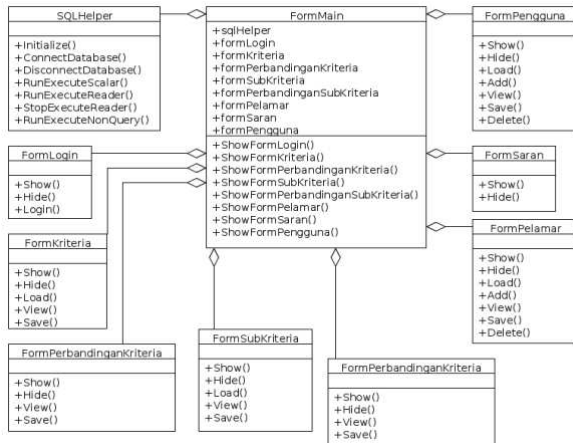 SQLHelper
+Initialize()
+ConnectDatabase()
+DisconnectDatabase()
+RunExecuteScalar()
+RunExecuteReader()
+StopExecuteReader()
+RunExecuteNonQuery()
FormMain
+sqlHelper
+formLogin
+formKriteria
+formPerbandinganKriteria
+formSubKriteria
+formPerbandinganSubKriteria
+formPelamar
+formSaran
+formPengguna
+ShowFormLogin()
+ShowFormKriteria()
+ShowFormPerbandinganKriteria()
+ShowFormSubKriteria()
+ShowFormPerbandinganSubKriteria()
+ShowFormPelamar()
+ShowFormSaran()
+ShowFormPengguna()
FormPengguna
+Show()
+Hide()
+Load()
+Add()
+View()
+Save()
+Delete()
FormLogin
+Show()
+Hide()
+Login()
FormSaran
+Show()
+Hide()
FormKriteria
+Show()
+Hide()
+Load()
+View()
+Save()
FormPelamar
+Show()
+Hide()
+Load()
+Add()
+View()
+Save()
+Delete()
FormPerbandinganKriteria
+Show()
+Hide()
+View()
+Save()
FormSubKriteria
+Show()
+Hide()
+Load()
+View()
+Save()
FormPerbandinganKriteria
+Show()
+Hide()
+View()
+Save()